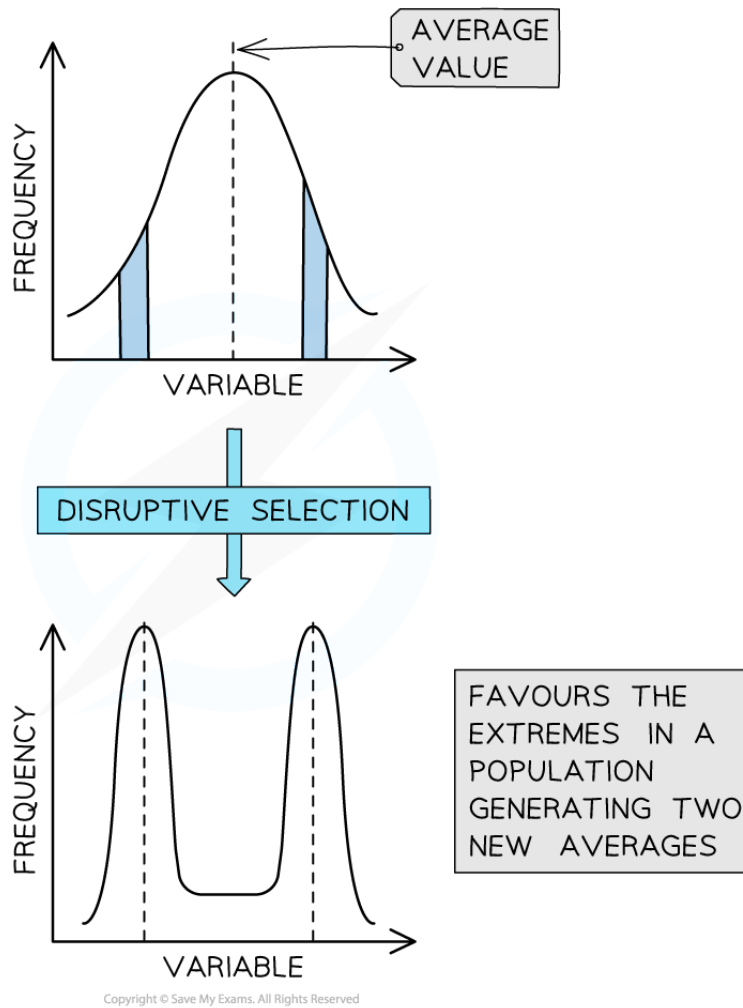 AVERAGE
VALUE
FREQUENCY
VARIABLE
DISRUPTIVE SELECTION
FREQUENCY
FAVOURS THE
EXTREMES IN A
POPULATION
GENERATING TWO
NEW AVERAGES
VARIABLE
Copyright © Save My Exams. All Rights Reserved